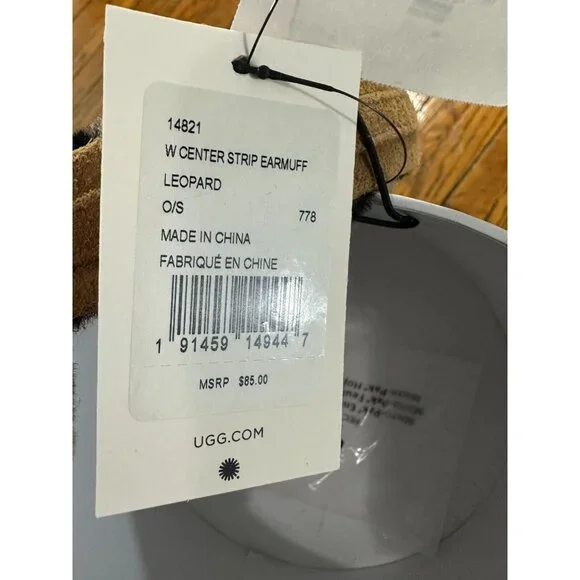 14821
W CENTER STRIP EARMUFF
LEOPARD
O/S 778
MADE IN CHINA
FABRIQUÉ EN CHINE
1 91459 14944 7
MSRP $85.00
UGG.COM